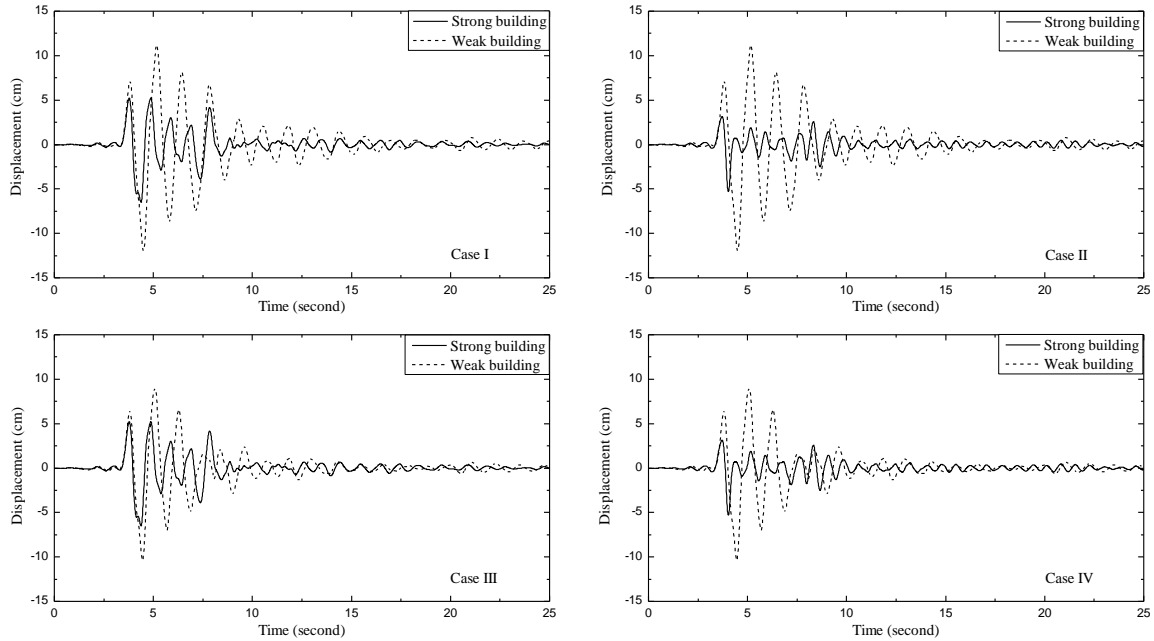 Strong building
Weak building
15
10
5
0
-5
-10
-15
Displacement (cm)
Case I
0 5 10 15 20 25
Time (second)
Strong building
Weak building
15
10
5
0
-5
-10
-15
Displacement (cm)
Case II
0 5 10 15 20 25
Time (second)
Strong building
Weak building
15
10
5
0
-5
-10
-15
Displacement (cm)
Case III
0 5 10 15 20 25
Time (second)
Strong building
Weak building
15
10
5
0
-5
-10
-15
Displacement (cm)
Case IV
0 5 10 15 20 25
Time (second)